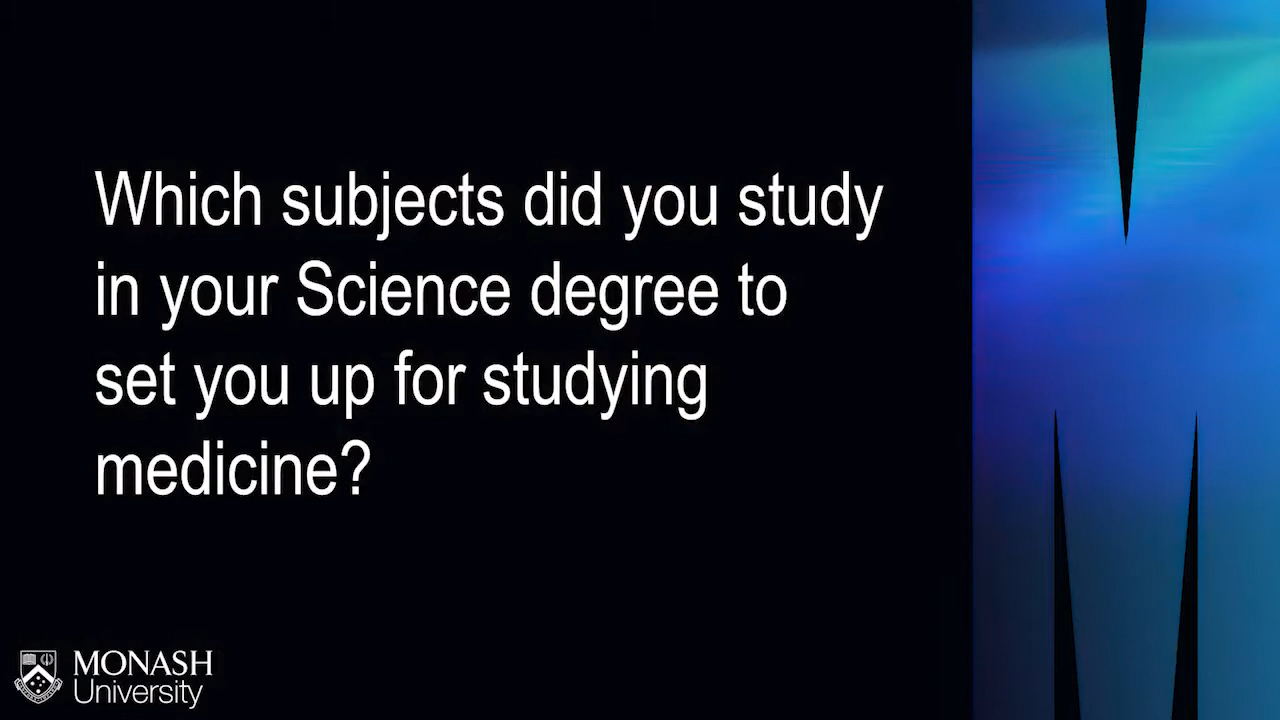 Which subjects did you study
in your Science degree to
set you up for studying
medicine?
MONASH
University